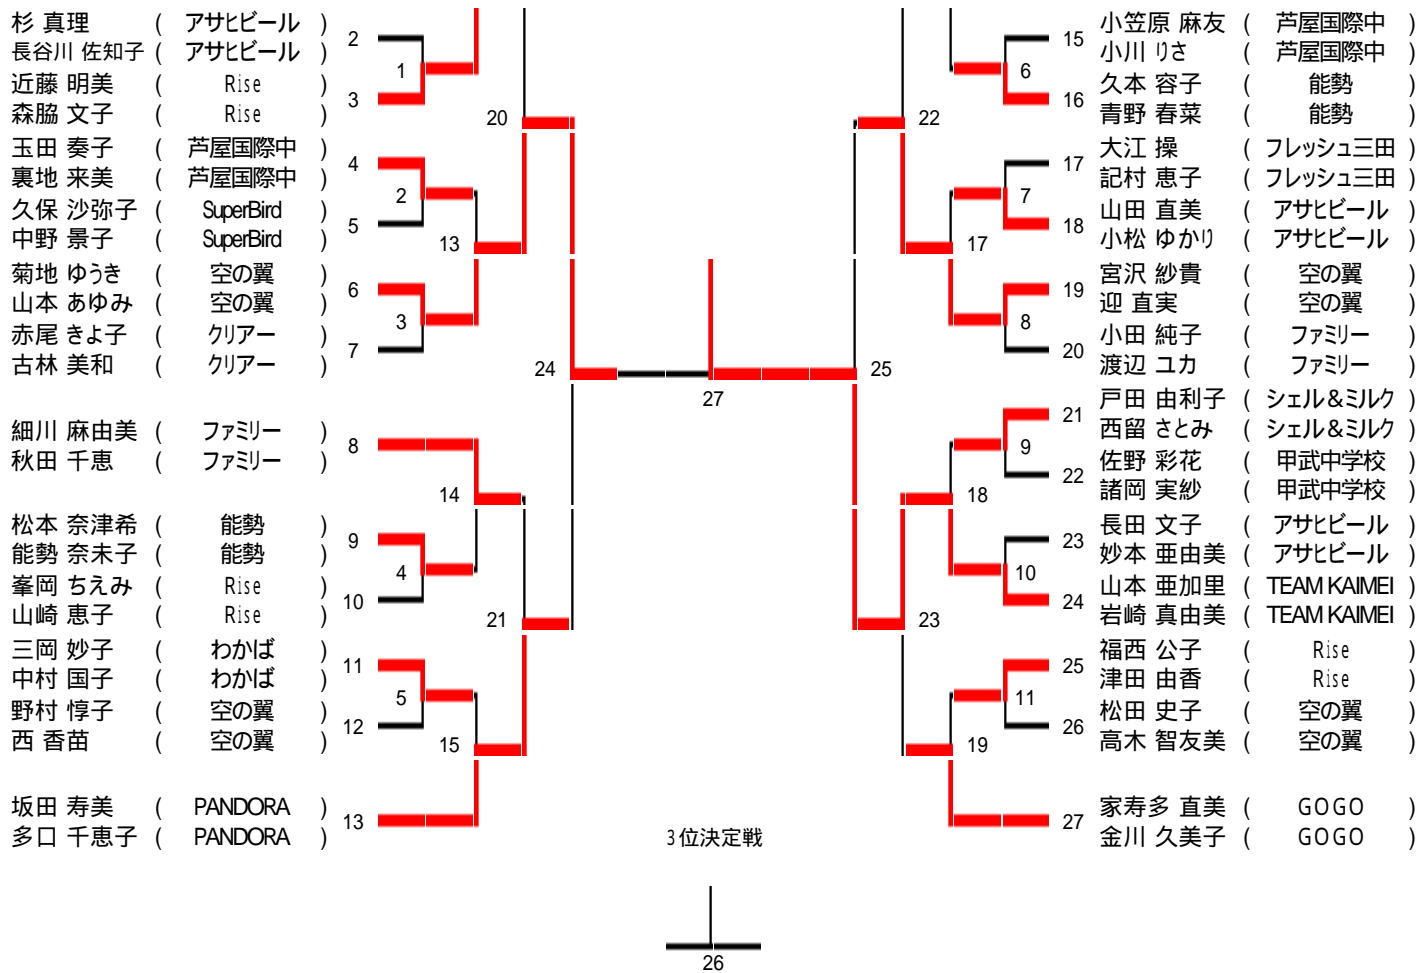 杉 真理 ( アサヒビール )
長谷川 佐知子 ( アサヒビール )
2
近藤 明美 ( Rise )
森脇 文子 ( Rise )
3
1
玉田 奏子 ( 芦屋国際中 )
裏地 来美 ( 芦屋国際中 )
4
久保 沙弥子 ( SuperBird )
中野 景子 ( SuperBird )
5
2
菊地 ゆうき ( 空の翼 )
山本 あゆみ ( 空の翼 )
6
赤尾 きよ子 ( クリアー )
古林 美和 ( クリアー )
7
3
13
20
細川 麻由美 ( ファミリー )
秋田 千恵 ( ファミリー )
8
松本 奈津希 ( 能勢 )
能勢 奈未子 ( 能勢 )
9
峯岡 ちえみ ( Rise )
山崎 恵子 ( Rise )
10
4
14
三岡 妙子 ( わかば )
中村 国子 ( わかば )
11
野村 惇子 ( 空の翼 )
西 香苗 ( 空の翼 )
12
5
坂田 寿美 ( PANDORA )
多口 千恵子 ( PANDORA )
13
15
21
24
27
25
小笠原 麻友 ( 芦屋国際中 )
小川 りさ ( 芦屋国際中 )
15
久本 容子 ( 能勢 )
青野 春菜 ( 能勢 )
16
6
22
大江 操 ( フレッシュ三田 )
記村 恵子 ( フレッシュ三田 )
17
山田 直美 ( アサヒビール )
小松 ゆかり ( アサヒビール )
18
7
17
宮沢 紗貴 ( 空の翼 )
迎 直実 ( 空の翼 )
19
小田 純子 ( ファミリー )
渡辺 ユカ ( ファミリー )
20
8
戸田 由利子 ( シェル&ミルク )
西留 さとみ ( シェル&ミルク )
21
佐野 彩花 ( 甲武中学校 )
諸岡 実紗 ( 甲武中学校 )
22
9
18
長田 文子 ( アサヒビール )
妙本 亜由美 ( アサヒビール )
23
山本 亜加里 ( TEAM KAIMEI )
岩崎 真由美 ( TEAM KAIMEI )
24
10
23
福西 公子 ( Rise )
津田 由香 ( Rise )
25
松田 史子 ( 空の翼 )
高木 智友美 ( 空の翼 )
26
11
19
家寿多 直美 ( GOGO )
金川 久美子 ( GOGO )
27
3位決定戦
26